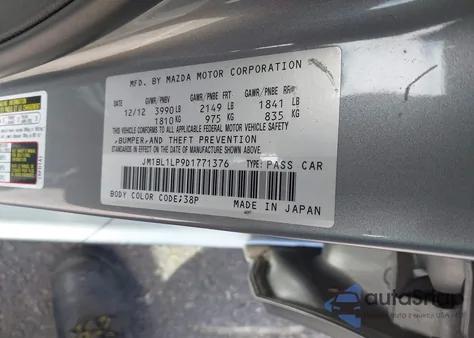 MFD. BY MAZDA MOTOR CORPORATION
GVWR/PNBV GAWR/PNBE FRT GAWR/PNBE RR
12/12 3990 LB 2149 LB 1841 LB
1810 KG 975 KG 835 KG
THIS VEHICLE CONFORMS TO ALL APPLICABLE FEDERAL MOTOR VEHICLE SAFETY
,BUMPER,AND THEFT PREVENTION
STANDARDS IN EFFECT ON THE DATE OF MANUFACTURE SHOWN ABOVE.
JM1BL1LP9D1771376 TYPE: PASS CAR
BODY COLOR CODE;38P
MADE IN JAPAN
autoSnap